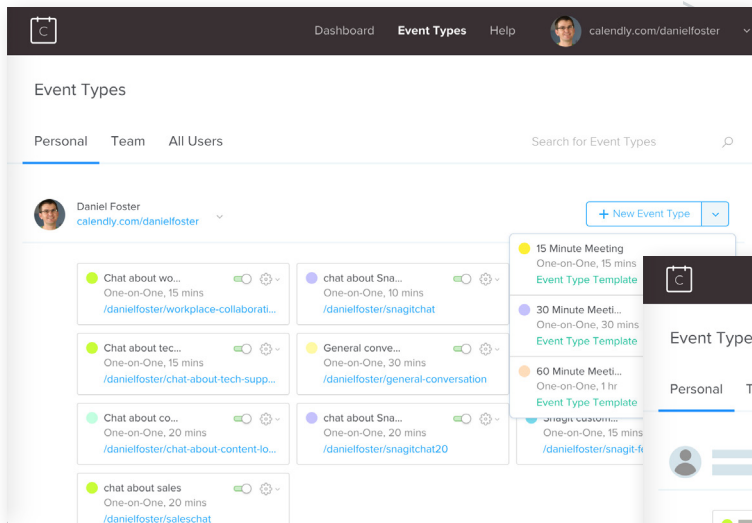 C
Dashboard Event Types Help calendly.com/danielfoster
Event Types
Personal Team All Users Search for Event Types
Daniel Foster
calendly.com/danielfoster
+ New Event Type
15 Minute Meeting
One-on-One, 15 mins
Event Type Template
30 Minute Meeti...
One-on-One, 30 mins
Event Type Template
60 Minute Meeti...
One-on-One, 1 hr
Event Type Template
Chat about wo...
One-on-One, 15 mins
/danielfoster/workplace-collaborati...
chat about Sna...
One-on-One, 10 mins
/danielfoster/snagitchat
Chat about tec...
One-on-One, 15 mins
/danielfoster/chat-about-tech-supp...
General conve...
One-on-One, 30 mins
/danielfoster/general-conversation
Chat about co...
One-on-One, 20 mins
/danielfoster/chat-about-content-lo...
chat about Sna...
One-on-One, 20 mins
/danielfoster/snagitchat20
Snagit custom...
One-on-One, 15 mins
/danielfoster/snagit-f
chat about sales
One-on-One, 20 mins
/danielfoster/saleschat
C
Event Type
Personal T